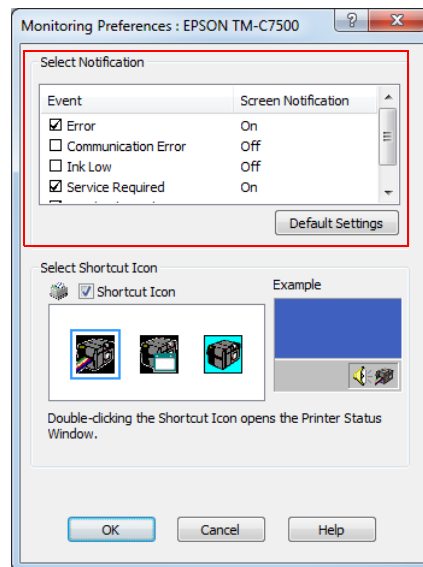 Monitoring Preferences : EPSON TM-C7500
Select Notification
Event Screen Notification
Error On
Communication Error Off
Ink Low Off
Service Required On
Default Settings
Select Shortcut Icon
Shortcut Icon
Example
Double-clicking the Shortcut Icon opens the Printer Status
Window.
OK Cancel Help